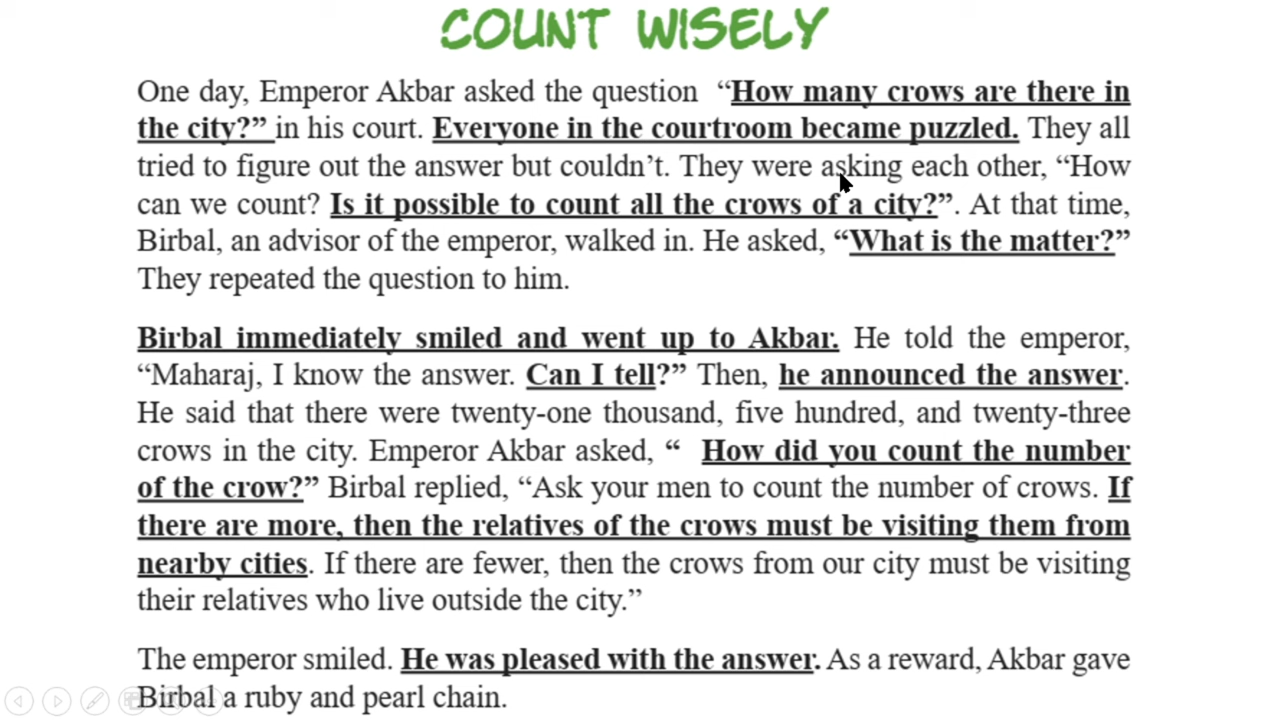 COUNT WISELY
One day, Emperor Akbar asked the question “How many crows are there in
the city?” in his court. Everyone in the courtroom became puzzled. They all
tried to figure out the answer but couldn’t. They were asking each other, “How
can we count? Is it possible to count all the crows of a city?”. At that time,
Birbal, an advisor of the emperor, walked in. He asked, “What is the matter?”
They repeated the question to him.
Birbal immediately smiled and went up to Akbar. He told the emperor,
“Maharaj, I know the answer. Can I tell?” Then, he announced the answer.
He said that there were twenty-one thousand, five hundred, and twenty-three
crows in the city. Emperor Akbar asked, “ How did you count the number
of the crow?” Birbal replied, “Ask your men to count the number of crows. If
there are more, then the relatives of the crows must be visiting them from
nearby cities. If there are fewer, then the crows from our city must be visiting
their relatives who live outside the city.”
The emperor smiled. He was pleased with the answer. As a reward, Akbar gave
Birbal a ruby and pearl chain.